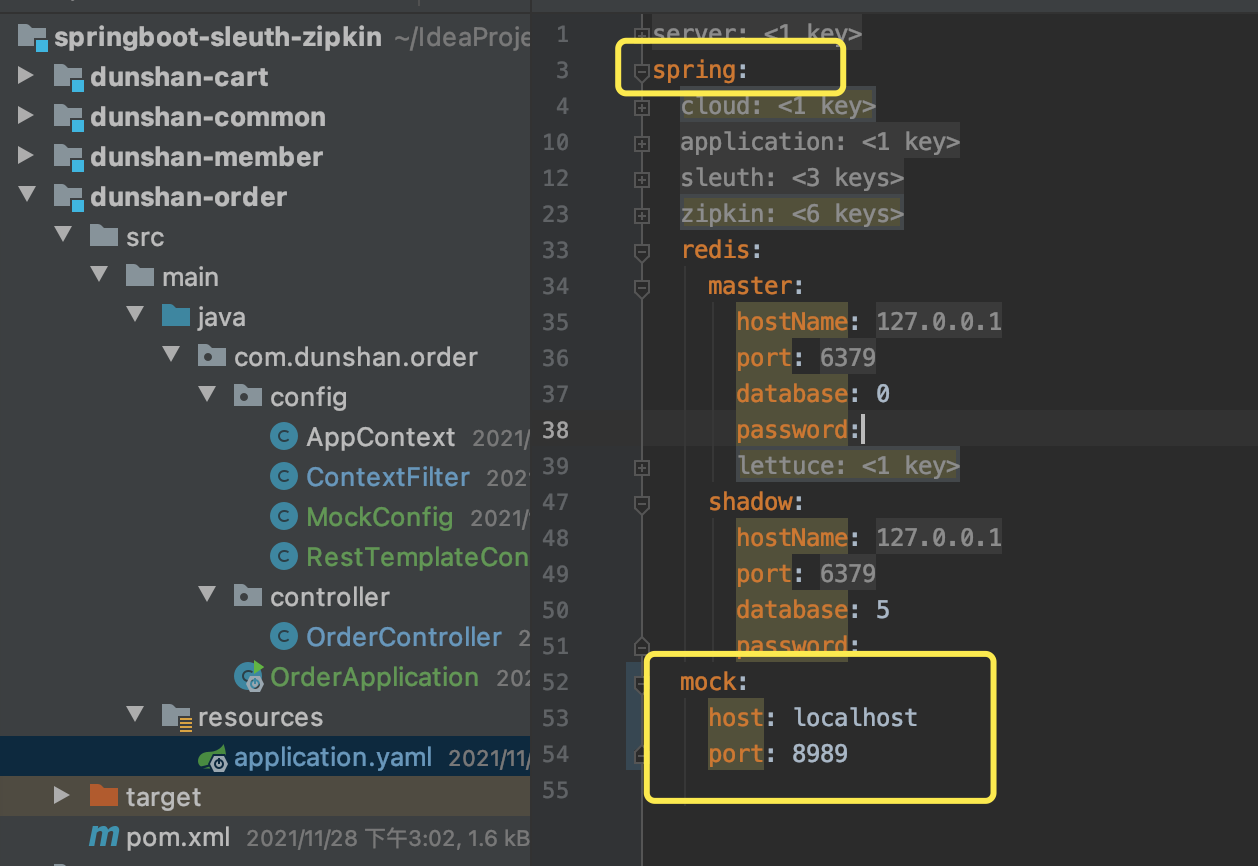 springboot-sleuth-zipkin ~/IdeaProje
dunshan-cart
dunshan-common
dunshan-member
dunshan-order
src
main
java
com.dunshan.order
config
AppContext 2021/
ContextFilter 202
MockConfig 2021/
RestTemplateCon
controller
OrderController 2
OrderApplication 202
resources
application.yaml 2021/11/
target
pom.xml 2021/11/28 下午3:02, 1.6 kB
1 server: <1 key>
3 spring:
4 cloud: <1 key>
10 application: <1 key>
12 sleuth: <3 keys>
23 zipkin: <6 keys>
33 redis:
34 master:
35 hostName: 127.0.0.1
36 port: 6379
37 database: 0
38 password:
39 lettuce: <1 key>
47 shadow:
48 hostName: 127.0.0.1
49 port: 6379
50 database: 5
51 password:
52 mock:
53 host: localhost
54 port: 8989
55